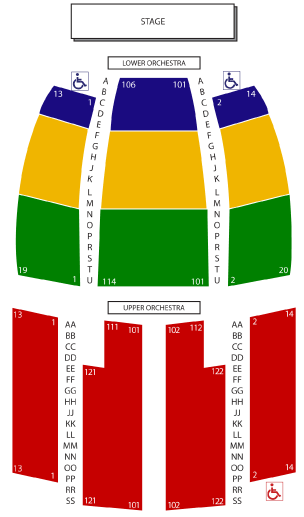 STAGE
LOWER ORCHESTRA
13 1 106 101 2 14
A A
B B
C C
D D
E E
F F
G G
H H
J J
K K
L L
M M
N N
O O
P P
R R
S S
T T
U U
19 1 114 101 2 20
UPPER ORCHESTRA
13 1 111 101 102 112 2 14
AA AA
BB BB
CC CC
DD DD
EE EE
121 122
FF FF
GG GG
HH HH
JJ JJ
KK KK
LL LL
MM MM
NN NN
OO OO
PP PP
13 1 2 14
RR RR
SS SS
121 101 102 122